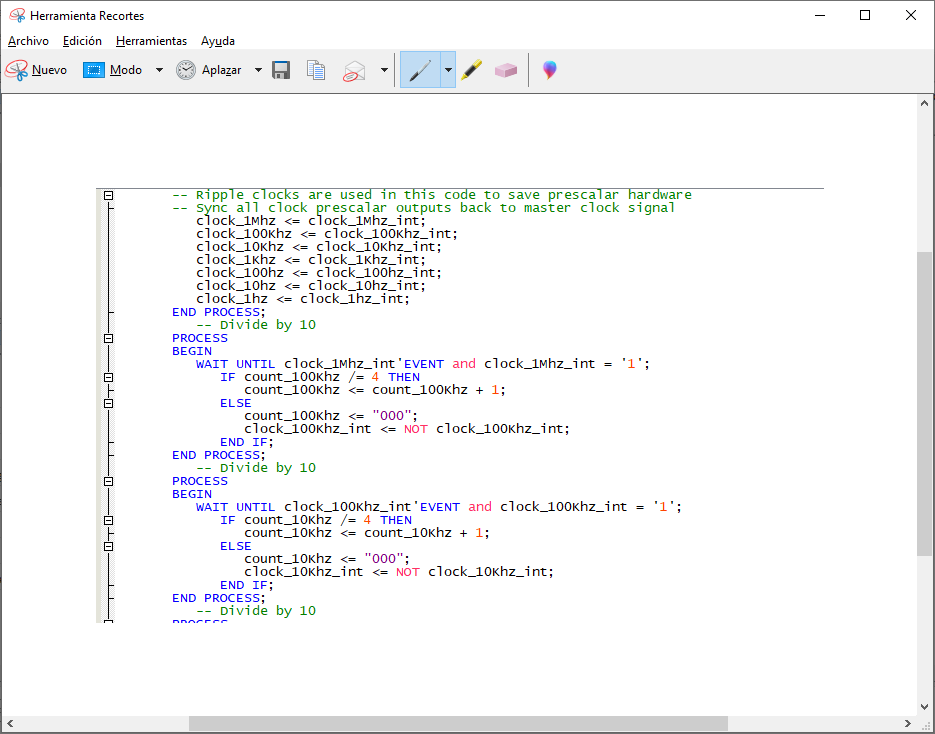 Herramienta Recortes
Archivo Edición Herramientas Ayuda
Nuevo Modo Aplazar
-- Ripple clocks are used in this code to save prescalar hardware
-- Sync all clock prescalar outputs back to master clock signal
clock_1Mhz <= clock_1Mhz_int;
clock_100Khz <= clock_100Khz_int;
clock_10Khz <= clock_10Khz_int;
clock_1Khz <= clock_1Khz_int;
clock_100hz <= clock_100hz_int;
clock_10hz <= clock_10hz_int;
clock_1hz <= clock_1hz_int;
END PROCESS;
-- Divide by 10
PROCESS
BEGIN
WAIT UNTIL clock_1Mhz_int'EVENT and clock_1Mhz_int = '1';
IF count_100Khz /= 4 THEN
count_100Khz <= count_100Khz + 1;
ELSE
count_100Khz <= "000";
clock_100Khz_int <= NOT clock_100Khz_int;
END IF;
END PROCESS;
-- Divide by 10
PROCESS
BEGIN
WAIT UNTIL clock_100Khz_int'EVENT and clock_100Khz_int = '1';
IF count_10Khz /= 4 THEN
count_10Khz <= count_10Khz + 1;
ELSE
count_10Khz <= "000";
clock_10Khz_int <= NOT clock_10Khz_int;
END IF;
END PROCESS;
-- Divide by 10
PROCESS